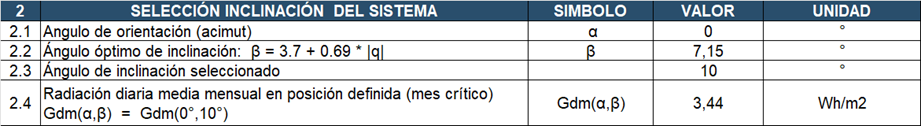 2 SELECCIÓN INCLINACIÓN DEL SISTEMA SIMBOLO VALOR UNIDAD
2.1 Angulo de orientación (acimut) α 0 °
2.2 Ángulo óptimo de inclinación: β = 3.7 + 0.69 * |q| β 7,15 °
2.3 Ángulo de inclinación seleccionado 10 °
2.4 Radiación diaria media mensual en posición definida (mes crítico) Gdm(α,β) 3,44 Wh/m2
Gdm(α,β) = Gdm(0°,10°)